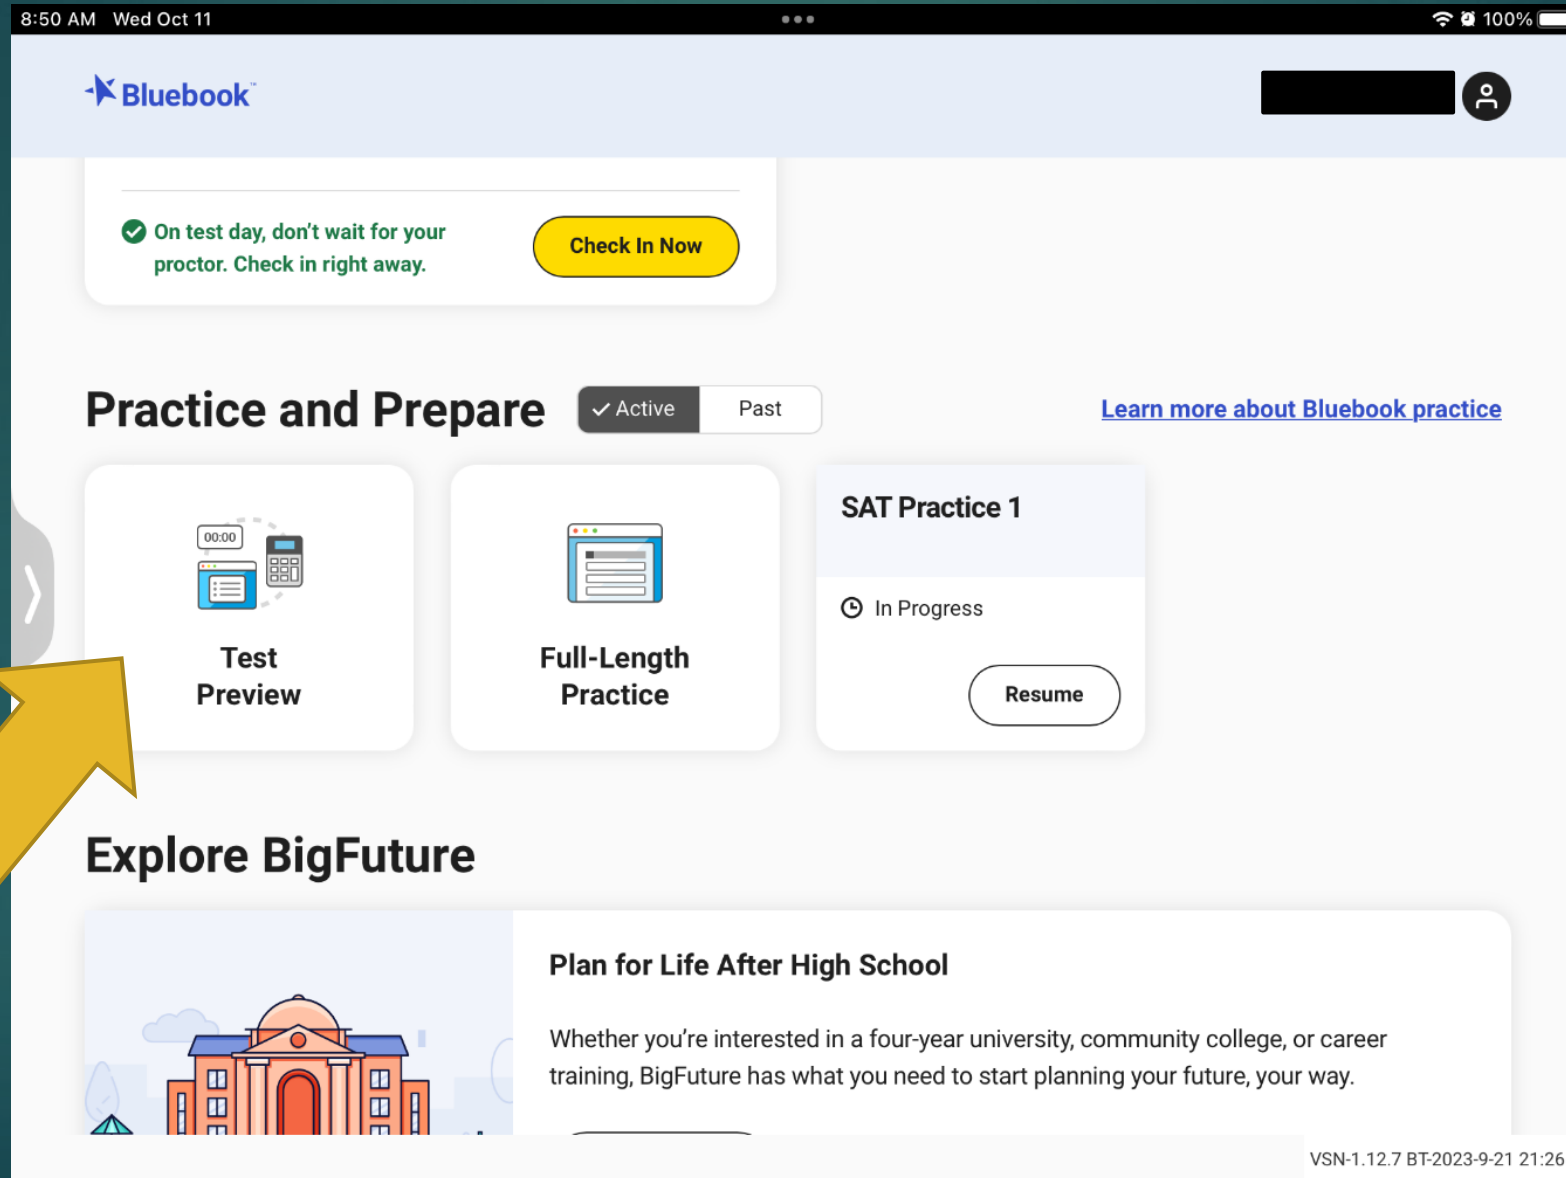 8:50 AM Wed Oct 11
100%
Bluebook™
On test day, don't wait for your
proctor. Check in right away.
Check In Now
Practice and Prepare
Active
Past
Learn more about Bluebook practice
00:00
Test
Preview
Full-Length
Practice
SAT Practice 1
In Progress
Resume
Explore BigFuture
Plan for Life After High School
Whether you're interested in a four-year university, community college, or career
training, BigFuture has what you need to start planning your future, your way.
VSN-1.12.7 BT-2023-9-21 21:26